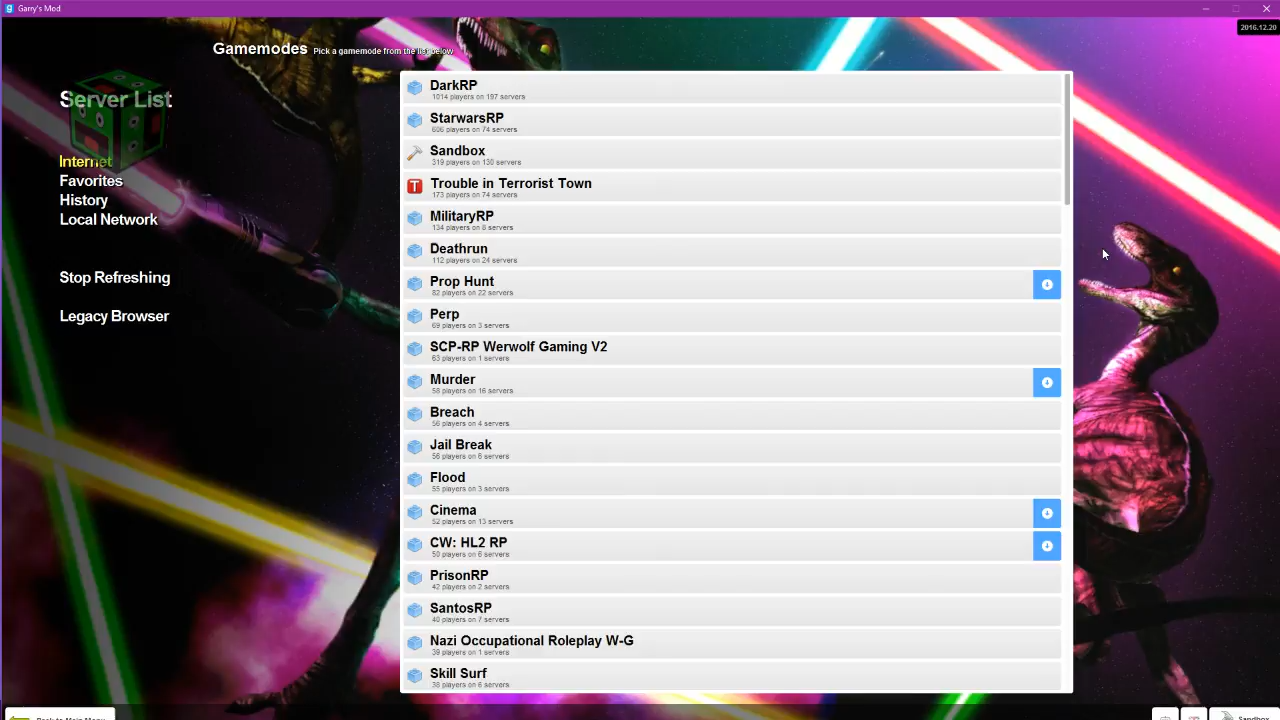 Garry's Mod
2016.12.20
Gamemodes Pick a gamemode from the list below
Server List
Internet
Favorites
History
Local Network
Stop Refreshing
Legacy Browser
DarkRP
1014 players on 197 servers
StarwarsRP
606 players on 74 servers
Sandbox
319 players on 130 servers
T
Trouble in Terrorist Town
173 players on 74 servers
MilitaryRP
134 players on 8 servers
Deathrun
112 players on 24 servers
Prop Hunt
82 players on 22 servers
Perp
69 players on 3 servers
SCP-RP Werwolf Gaming V2
63 players on 1 servers
Murder
58 players on 16 servers
Breach
56 players on 4 servers
Jail Break
56 players on 6 servers
Flood
55 players on 3 servers
Cinema
52 players on 13 servers
CW: HL2 RP
50 players on 6 servers
PrisonRP
42 players on 2 servers
SantosRP
40 players on 7 servers
Nazi Occupational Roleplay W-G
39 players on 1 servers
Skill Surf
38 players on 6 servers
Back to Main Menu
Sandbox